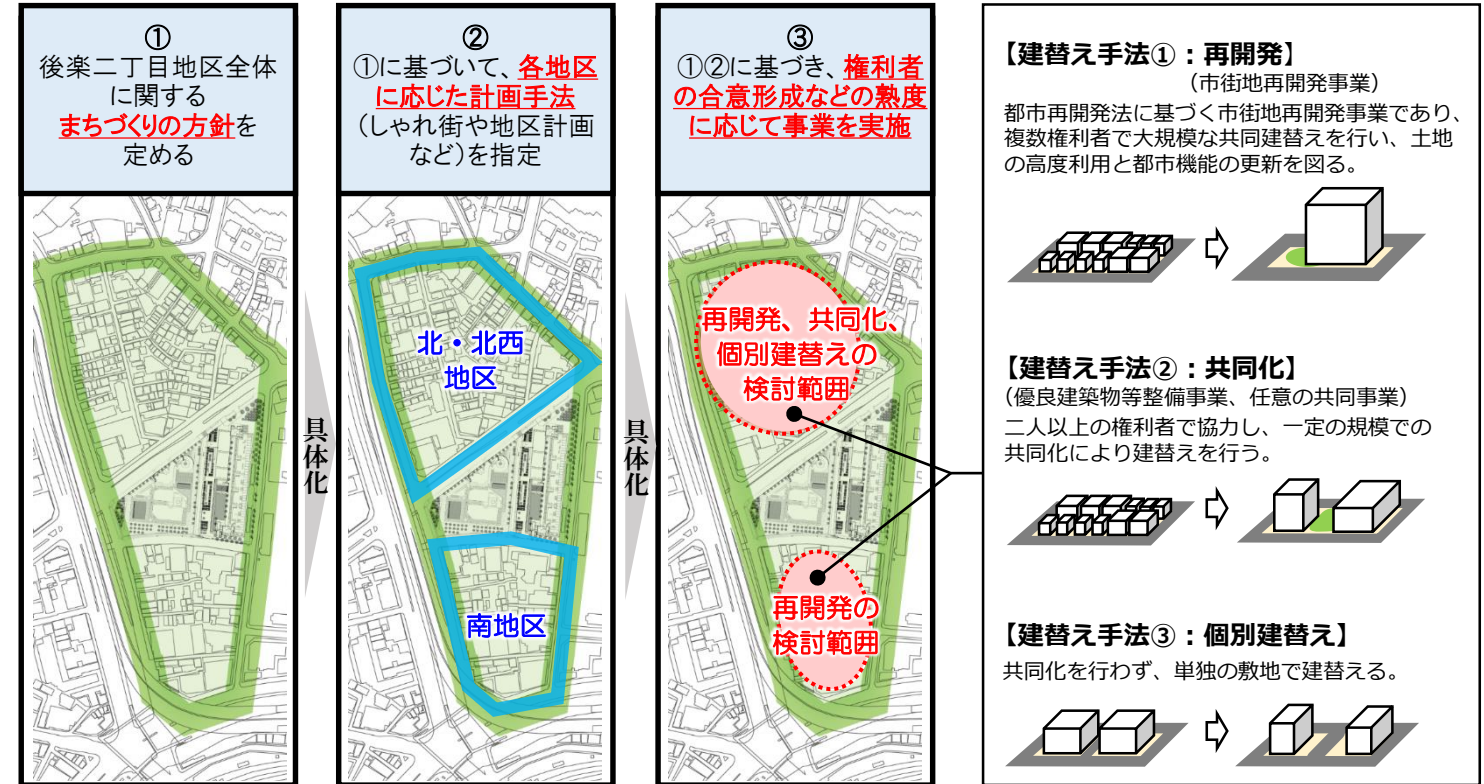 ①
後楽二丁目地区全体
に関する
まちづくりの方針を
定める
具体化
②
①に基づいて、各地区
に応じた計画手法
(しゃれ街や地区計画
など)を指定
北・北西
地区
南地区
具体化
③
①②に基づき、権利者
の合意形成などの熟度
に応じて事業を実施
再開発、共同化、
個別建替えの
検討範囲
再開発の
検討範囲
【建替え手法①：再開発】
(市街地再開発事業)
都市再開発法に基づく市街地再開発事業であり、
複数権利者で大規模な共同建替えを行い、土地
の高度利用と都市機能の更新を図る。
【建替え手法②：共同化】
(優良建築物等整備事業、任意の共同事業)
二人以上の権利者で協力し、一定の規模での
共同化により建替えを行う。
【建替え手法③：個別建替え】
共同化を行わず、単独の敷地で建替える。